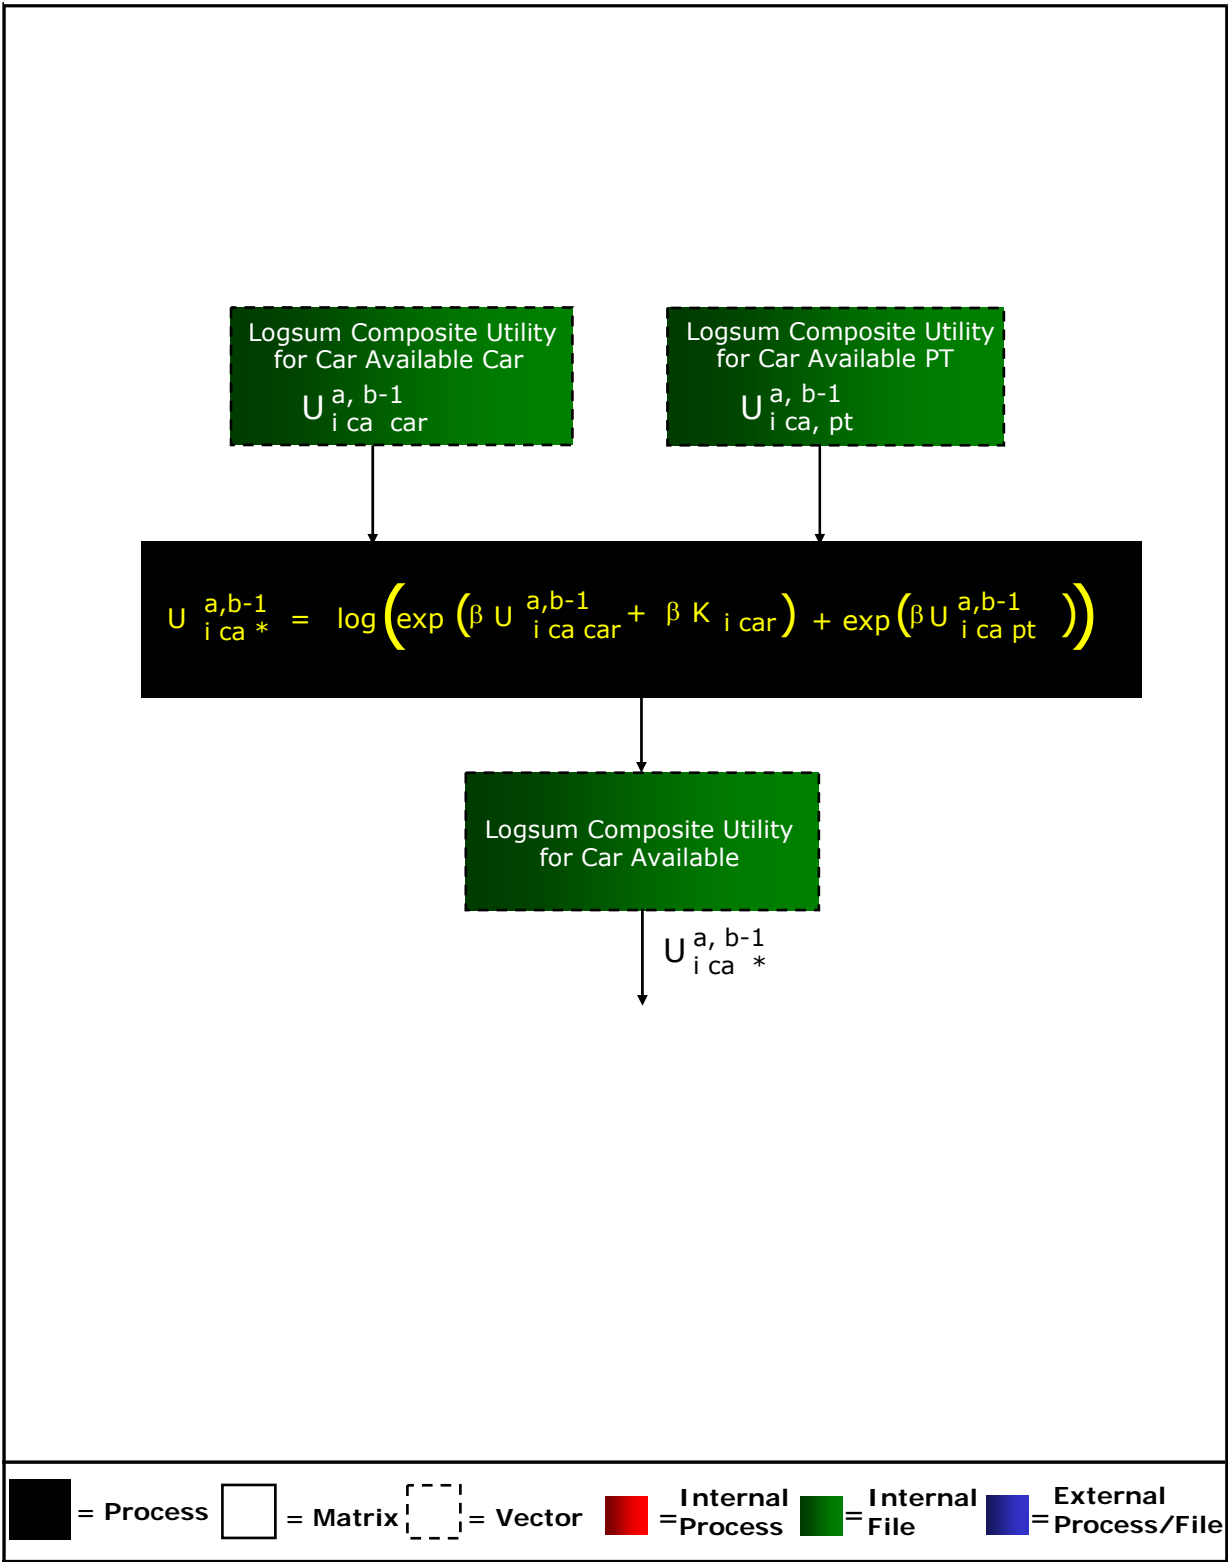 Logsum Composite Utility
for Car Available Car
U a, b-1
i ca car
Logsum Composite Utility
for Car Available PT
U a, b-1
i ca, pt
U a,b-1 i ca * = log(exp(β U a,b-1 i ca car + β K i car) + exp(β U a,b-1 i ca pt ))
Logsum Composite Utility
for Car Available
U a, b-1
i ca *
= Process
= Matrix
= Vector
= Internal
Process
= Internal
File
= External
Process/File